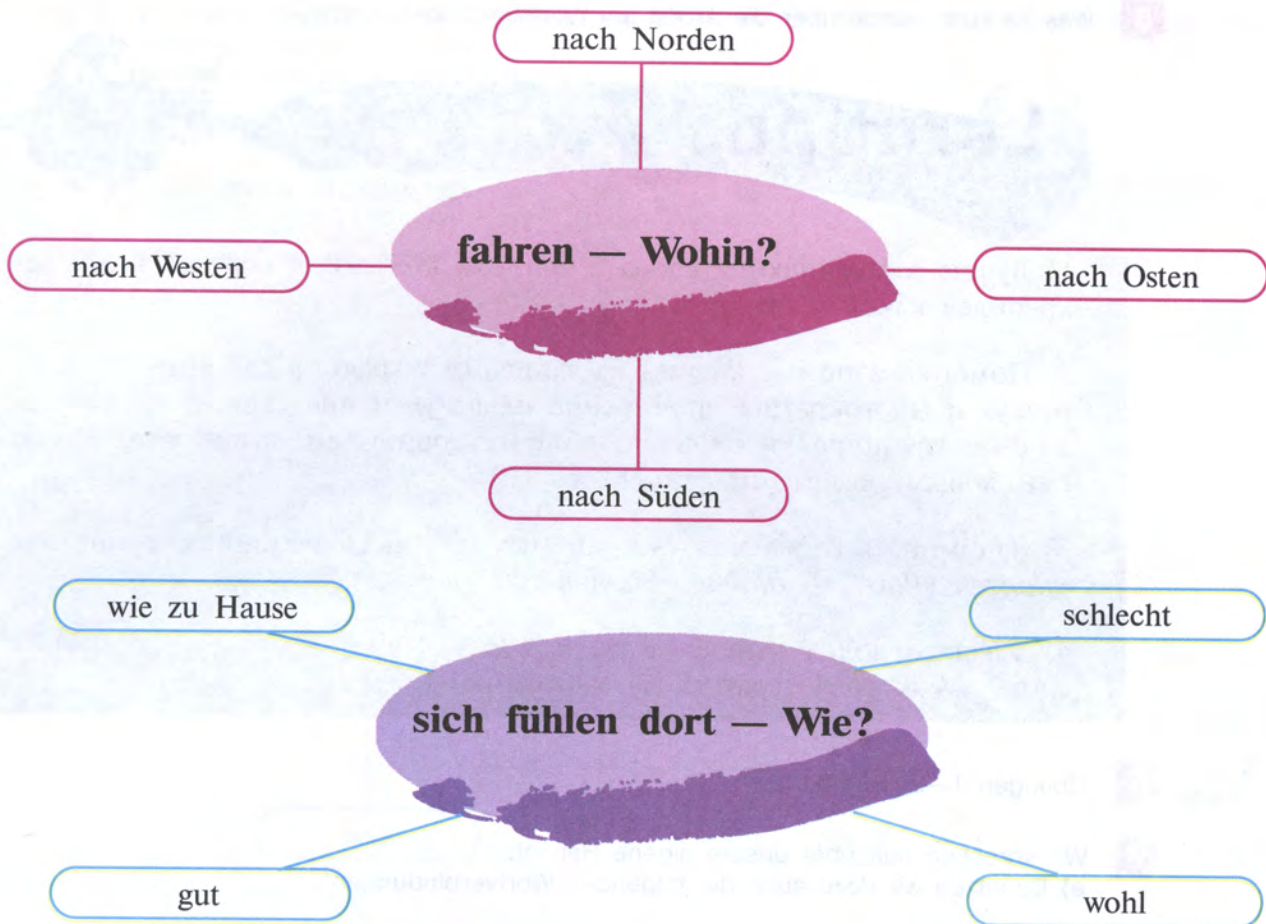 nach Norden
fahren — Wohin?
nach Westen
nach Osten
nach Süden
wie zu Hause
schlecht
sich fühlen dort — Wie?
gut
wohl